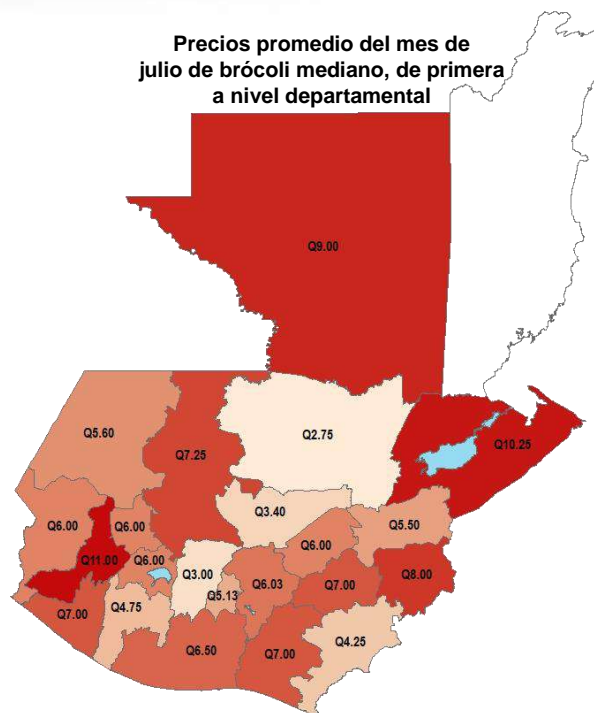 Precios promedio del mes de
julio de brócoli mediano, de primera
a nivel departamental
Q9.00
Q5.60
Q7.25
Q2.75
Q10.25
Q3.40
Q5.50
Q6.00
Q6.00
Q6.00
Q11.00
Q6.00
Q3.00
Q5.13
Q6.03
Q7.00
Q8.00
Q7.00
Q4.75
Q6.50
Q7.00
Q4.25